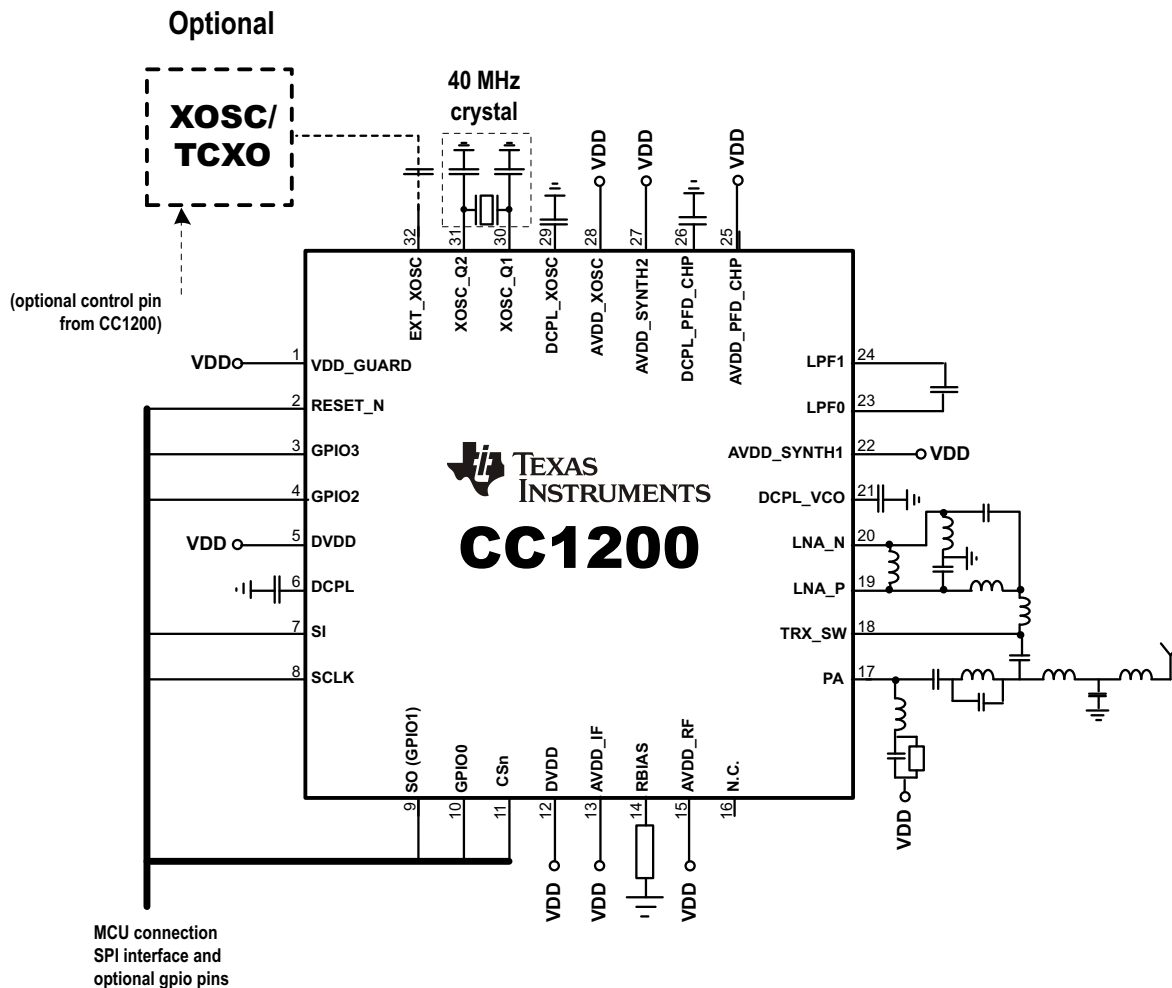 Optional
XOSC/
TCXO
40 MHz
crystal
(optional control pin
from CC1200)
VDD
VDD
VDD
32
31
30
29
28
27
26
25
EXT_XOSC
XOSC_Q2
XOSC_Q1
DCPL_XOSC
AVDD_XOSC
AVDD_SYNTH2
DCPL_PFD_CHP
AVDD_PFD_CHP
VDD
1
VDD_GUARD
2
RESET_N
3
GPIO3
4
GPIO2
VDD
5
DVDD
6
DCPL
7
SI
8
SCLK
TEXAS
INSTRUMENTS
CC1200
LPF1
24
LPF0
23
AVDD_SYNTH1
22
VDD
DCPL_VCO
21
LNA_N
20
LNA_P
19
TRX_SW
18
PA
17
VDD
SO (GPIO1)
GPIO0
CSn
DVDD
AVDD_IF
RBIAS
AVDD_RF
N.C.
9
10
11
12
13
14
15
16
VDD
VDD
VDD
MCU connection
SPI interface and
optional gpio pins